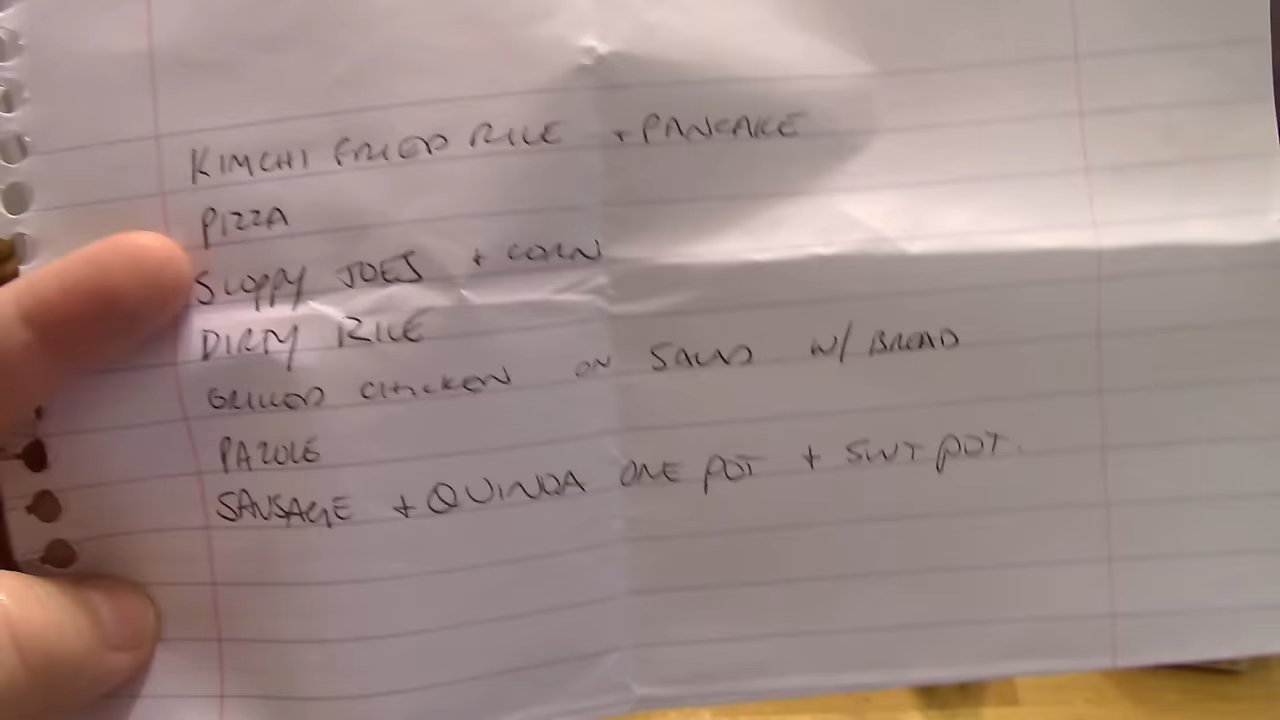 KIMCHI FRIED RICE + PANCAKE
PIZZA
SLOPPY JOES + CORN
DIRTY RICE
GRILLED CHICKEN ON SALAD W/ BREAD
PAZOLE
SAUSAGE + QUINOA ONE POT + SWT POT.